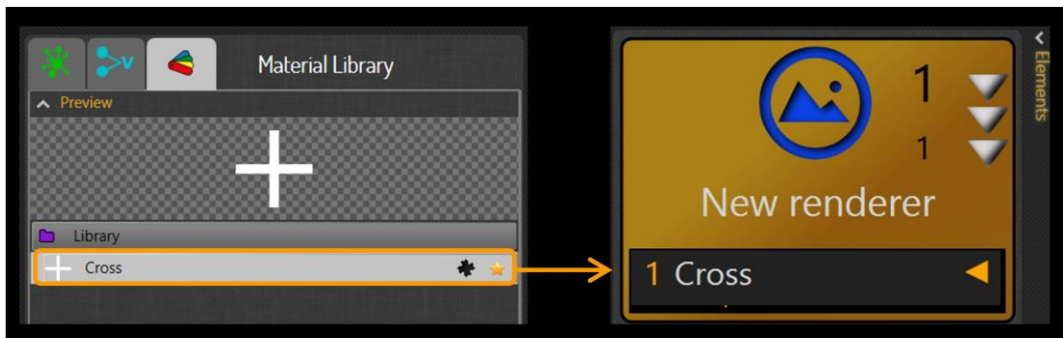 Material Library
Preview
Library
Cross
V
1
1
New renderer
1 Cross
Elements